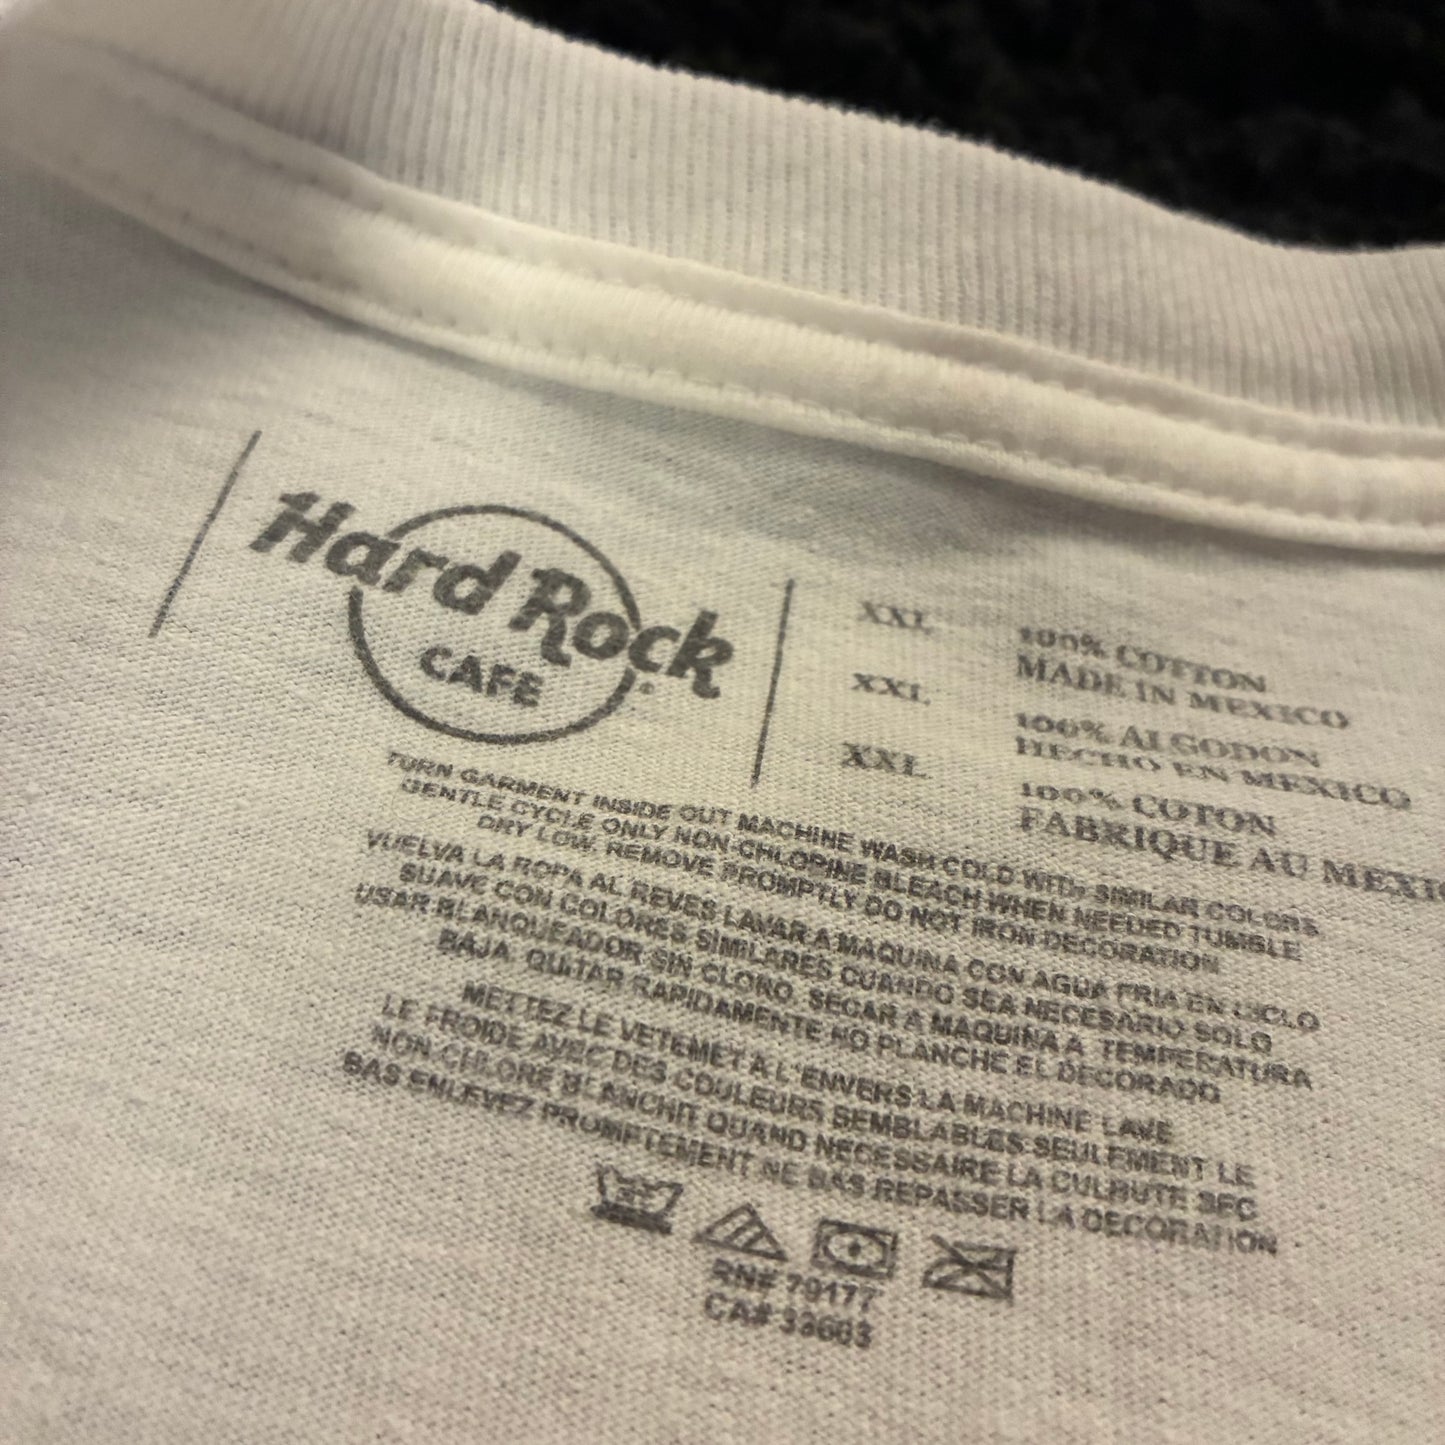 Hard Rock
CAFE
®
XXL
100% COTTON
MADE IN MEXICO
XXL
100% ALGODON
HECHO EN MEXICO
XXL
100% COTON
FABRIQUE AU MEXI
TURN GARMENT INSIDE OUT MACHINE WASH COLD WITH SIMILAR COLORS
GENTLE CYCLE ONLY NON-CHLORINE BLEACH WHEN NEEDED TUMBLE
DRY LOW. REMOVE PROMPTLY DO NOT IRON DECORATION
VUELVA LA ROPA AL REVES LAVAR A MAQUINA CON AGUA FRIA EN CICLO
SUAVE CON COLORES SIMILARES CUANDO SEA NECESARIO SOLO
USAR BLANQUEADOR SIN CLORO. SECAR A MAQUINA A TEMPERATURA
BAJA. QUITAR RAPIDAMENTE NO PLANCHE EL DECORADO
METTEZ LE VETEMET A L'ENVERS LA MACHINE LAVE
LE FROIDE AVEC DES COULEURS SEMBLABLES SEULEMENT LE
NON-CHLORE BLANCHIT QUAND NECESSAIRE LA CULBUTE SEC
BAS ENLEVEZ PROMPTEMENT NE PAS REPASSER LA DECORATION
RN# 79177
CA# 33603